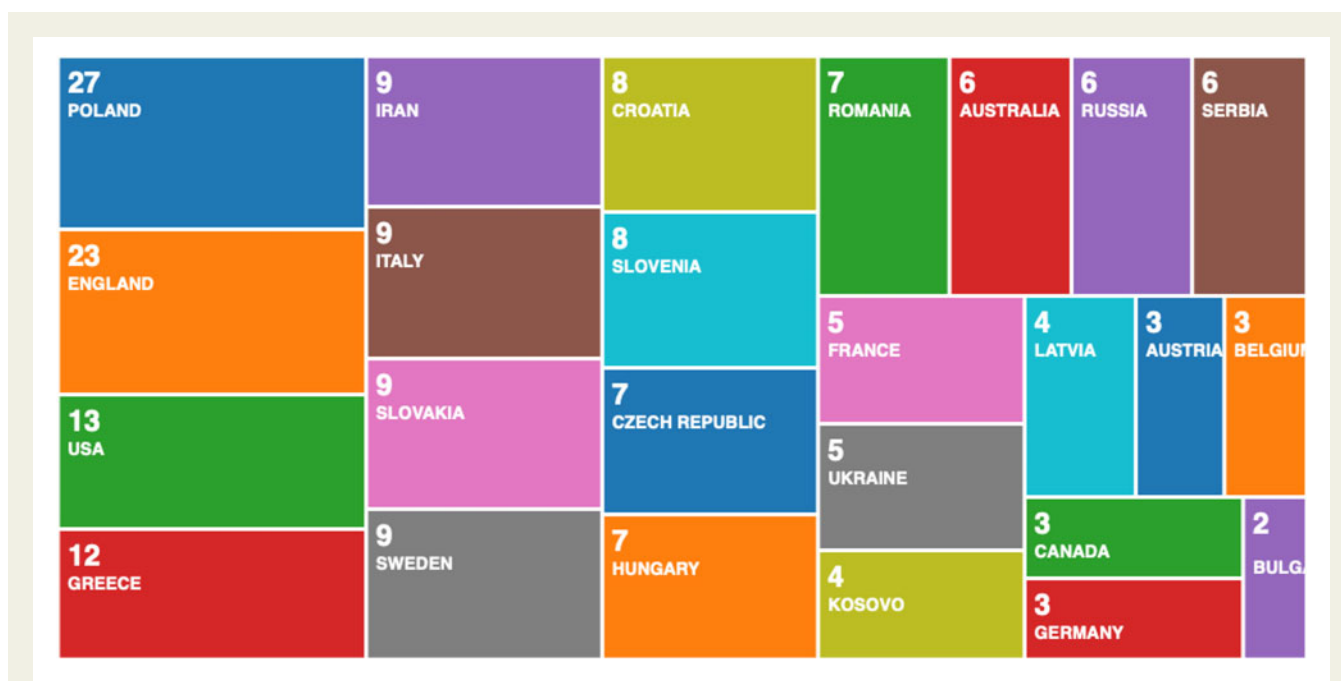 27
POLAND
23
ENGLAND
13
USA
12
GREECE
9
IRAN
9
ITALY
9
SLOVAKIA
9
SWEDEN
8
CROATIA
8
SLOVENIA
7
CZECH REPUBLIC
7
HUNGARY
7
ROMANIA
6
AUSTRALIA
6
RUSSIA
6
SERBIA
5
FRANCE
5
UKRAINE
4
KOSOVO
4
LATVIA
3
AUSTRIA
3
BELGIU
3
CANADA
3
GERMANY
2
BULG